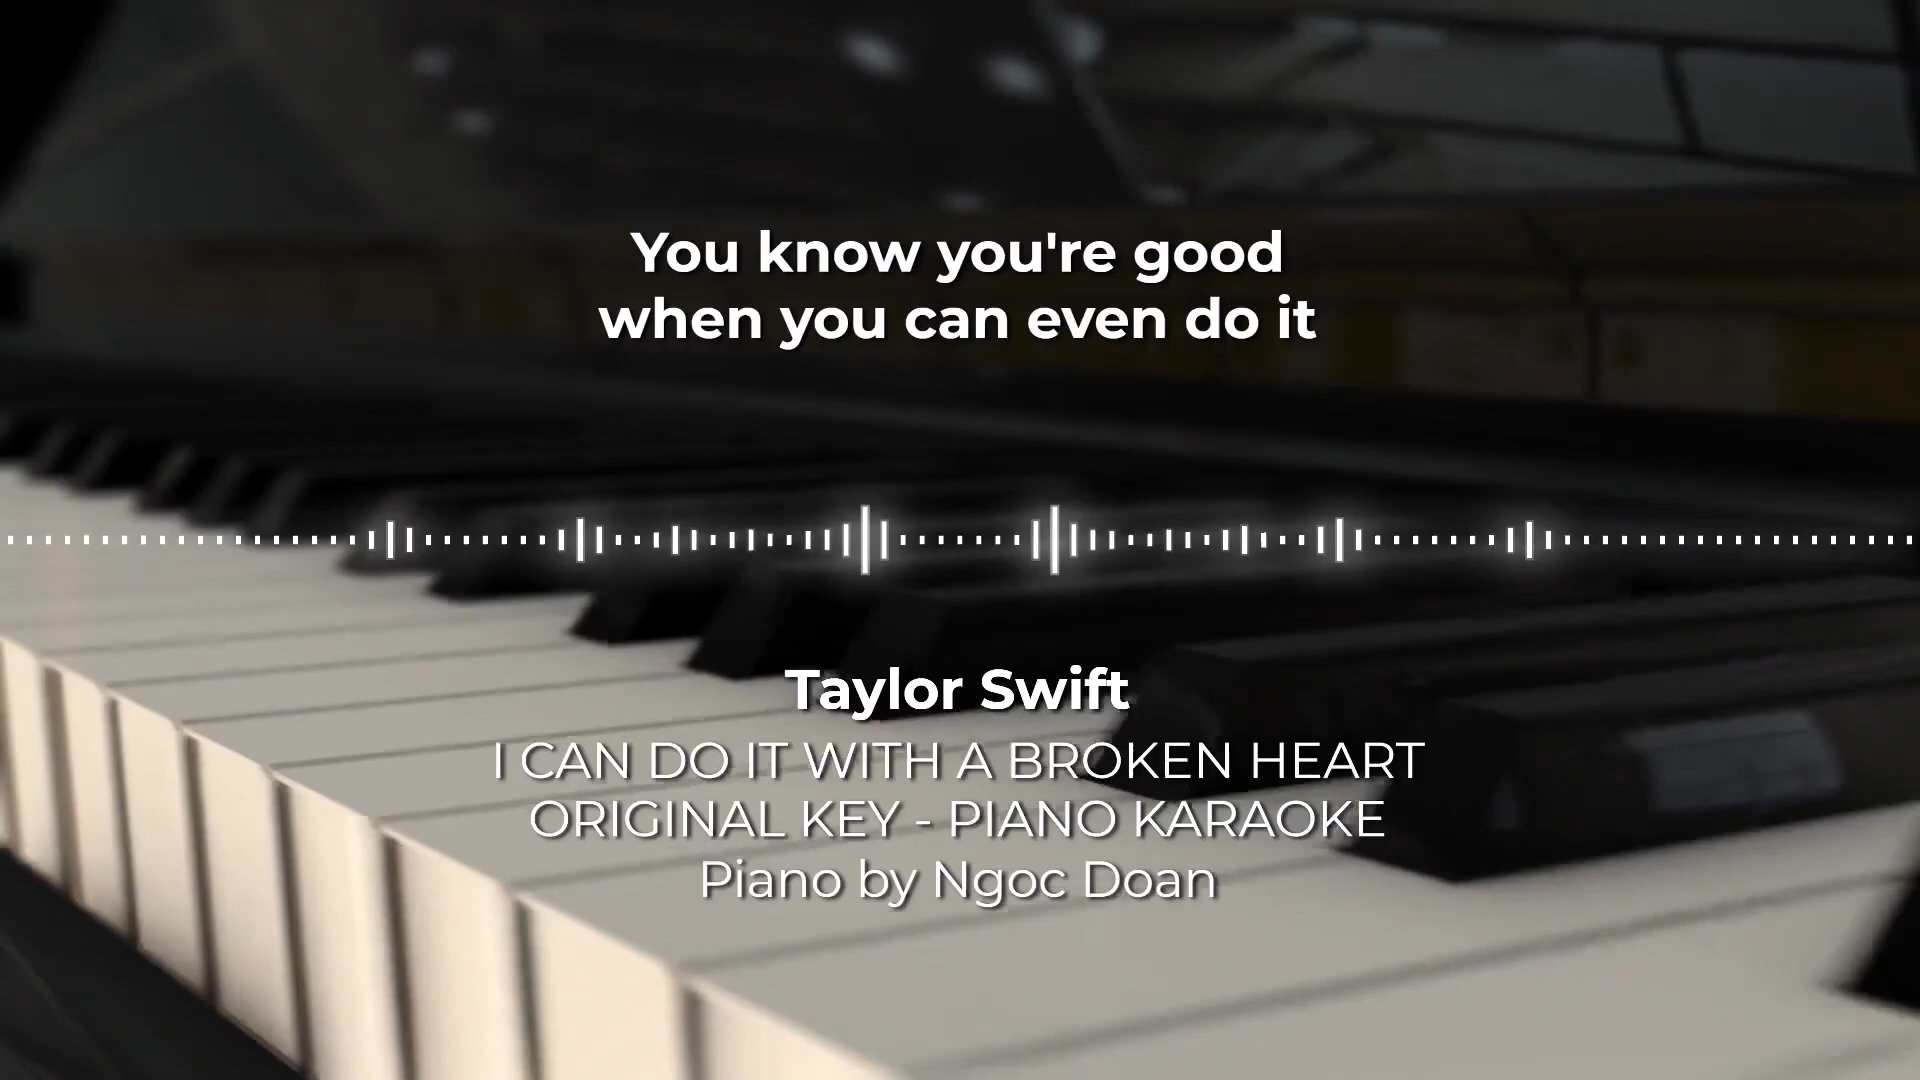 You know you're good
when you can even do it
Taylor Swift
I CAN DO IT WITH A BROKEN HEART
ORIGINAL KEY - PIANO KARAOKE
Piano by Ngoc Doan